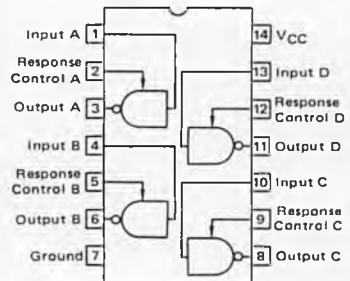 Input A 1
Response
Control A 2
Output A 3
Input B 4
Response
Control B 5
Output B 6
Ground 7
14 VCC
13 Input D
12 Response
Control D
11 Output D
10 Input C
9 Response
Control C
8 Output C